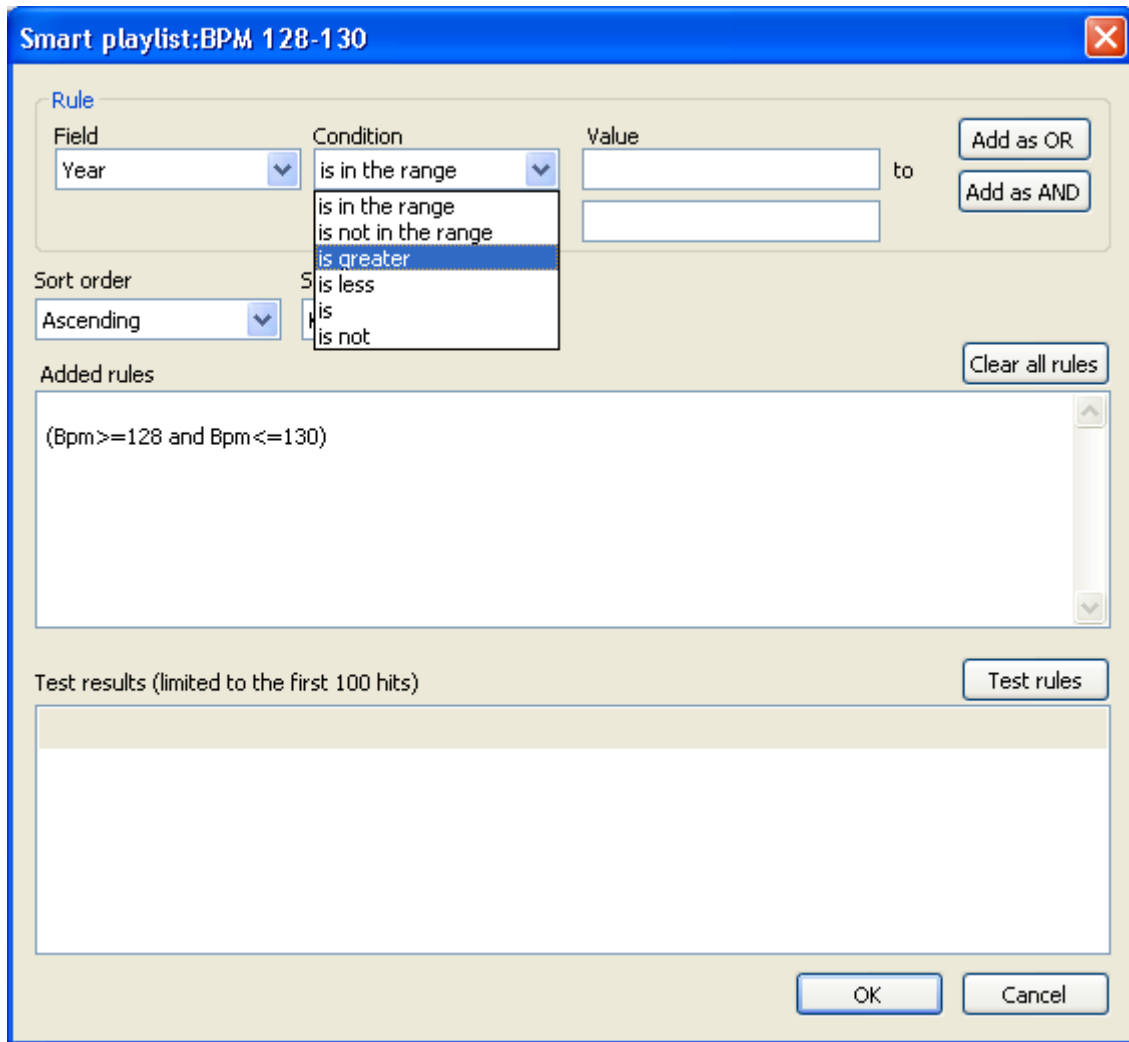 Smart playlist:BPM 128-130
Rule
Field Condition Value
Add as OR
Year is in the range to
Add as AND
is in the range
is not in the range
is greater
is less
is
is not
Sort order
Ascending
Clear all rules
Added rules
(Bpm>=128 and Bpm<=130)
Test results (limited to the first 100 hits)
Test rules
OK Cancel